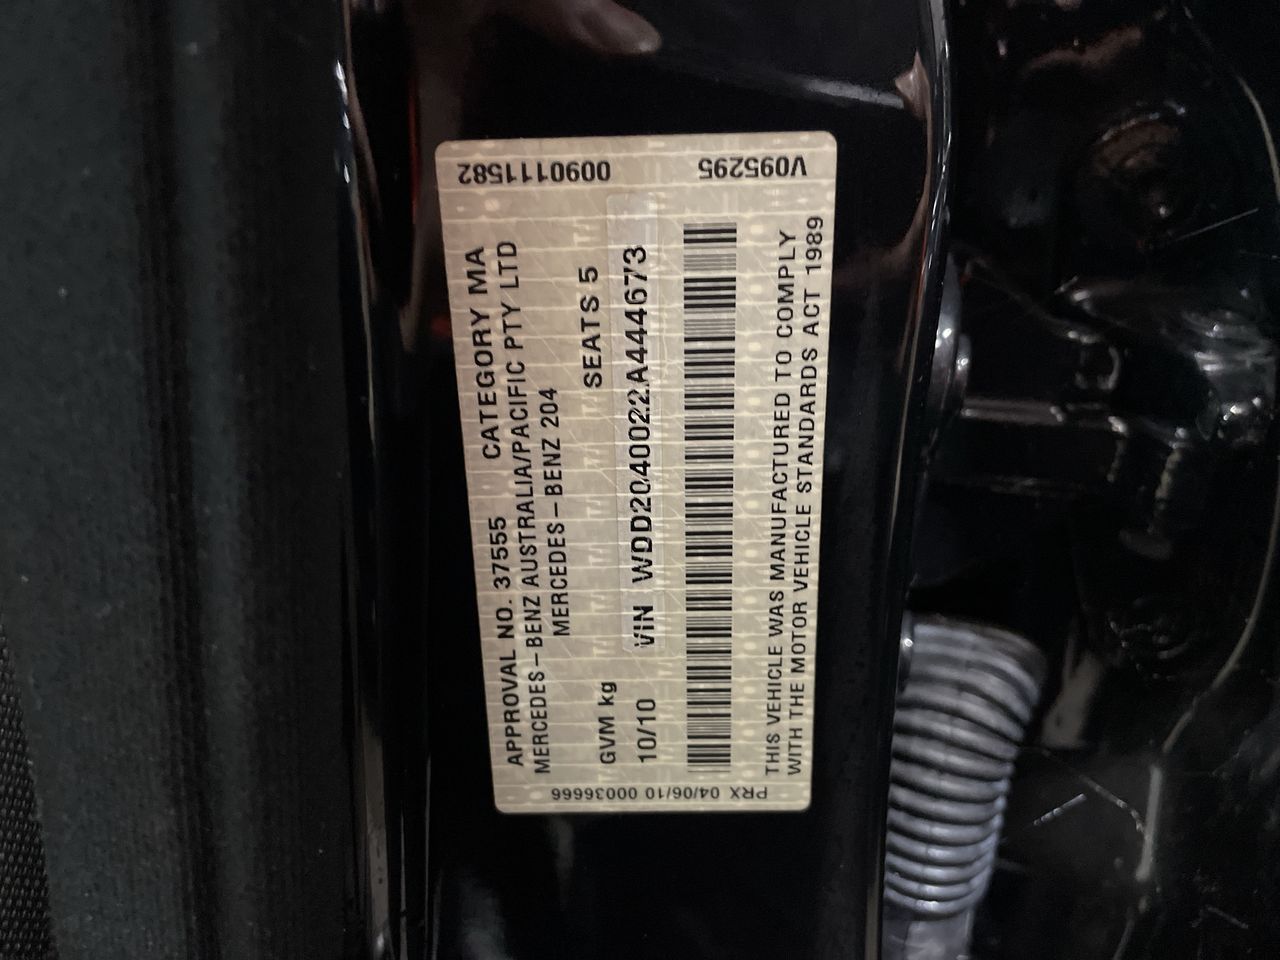 APPROVAL NO. 37555 CATEGORY MA
MERCEDES-BENZ AUSTRALIA/PACIFIC PTY LTD
MERCEDES-BENZ 204
GVM kg SEATS 5
10/10 VIN WDD2040022A444673
THIS VEHICLE WAS MANUFACTURED TO COMPLY
WITH THE MOTOR VEHICLE STANDARDS ACT 1989
PRX 04/06/10 00036666
0090111582 V095295